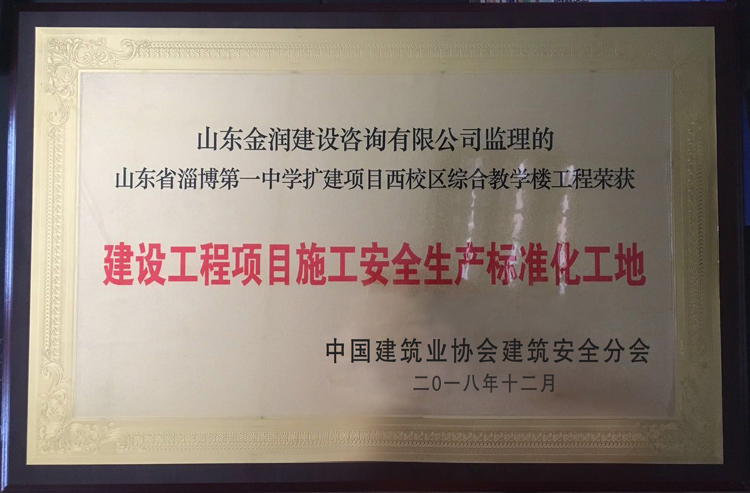 山东金润建设咨询有限公司监理的
山东省淄博第一中学扩建项目西校区综合教学楼工程荣获
建设工程项目施工安全生产标准化工地
中国建筑业协会建筑安全分会
二〇一八年十二月